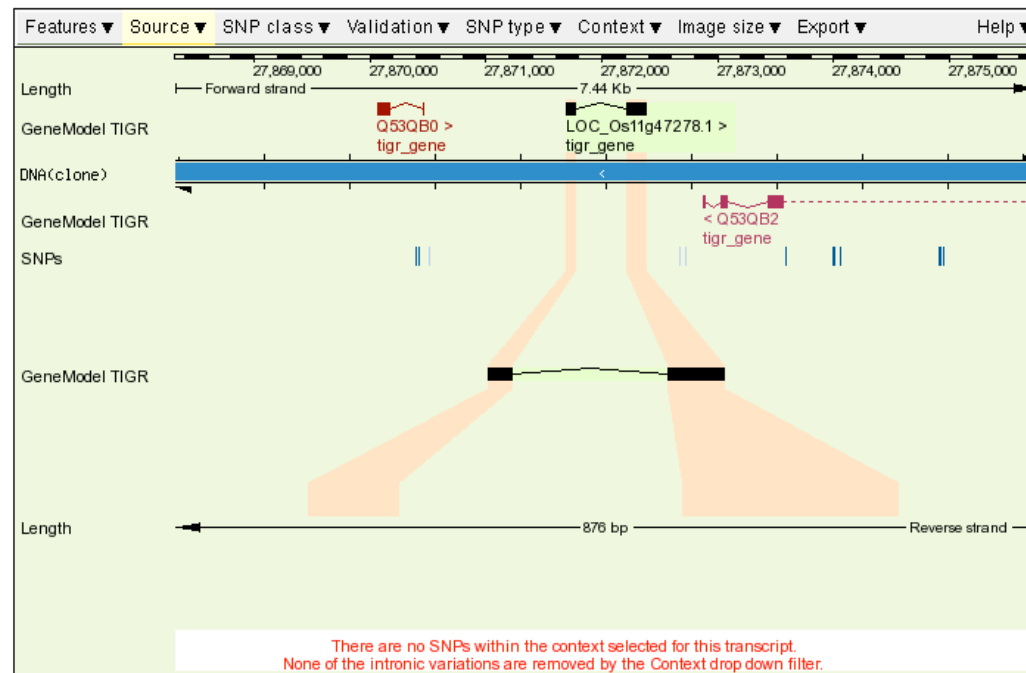 Features ▼ Source ▼ SNP class ▼ Validation ▼ SNP type ▼ Context ▼ Image size ▼ Export ▼ Help ▼
27,869,000 27,870,000 27,871,000 27,872,000 27,873,000 27,874,000 27,875,000
Length Forward strand 7.44 Kb
GeneModel TIGR
Q53QB0 > LOC_Os11g47278.1 >
tigr_gene tigr_gene
DNA(clone) <
GeneModel TIGR
< Q53QB2
tigr_gene
SNPs
GeneModel TIGR
Length 876 bp Reverse strand
There are no SNPs within the context selected for this transcript.
None of the intronic variations are removed by the Context drop down filter.